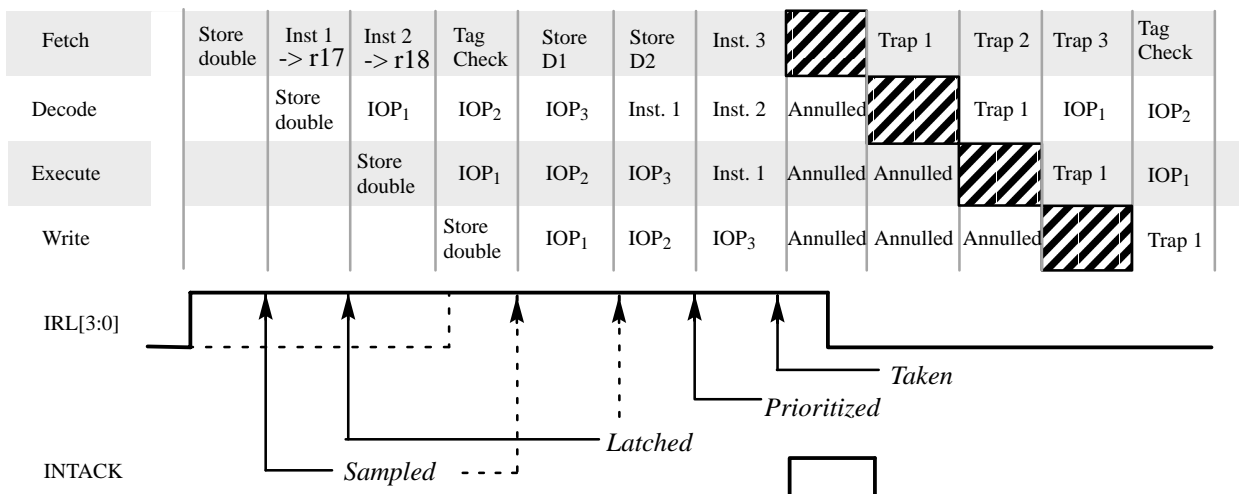 Fetch
Store double
Inst 1 -> r17
Inst 2 -> r18
Tag Check
Store D1
Store D2
Inst. 3
Trap 1
Trap 2
Trap 3
Tag Check
Decode
Store double
IOP1
IOP2
IOP3
Inst. 1
Inst. 2
Annulled
Trap 1
IOP1
IOP2
Execute
Store double
IOP1
IOP2
IOP3
Inst. 1
Annulled
Annulled
Trap 1
IOP1
Write
Store double
IOP1
IOP2
IOP3
Annulled
Annulled
Annulled
Trap 1
IRL[3:0]
Taken
Prioritized
Latched
Sampled
INTACK